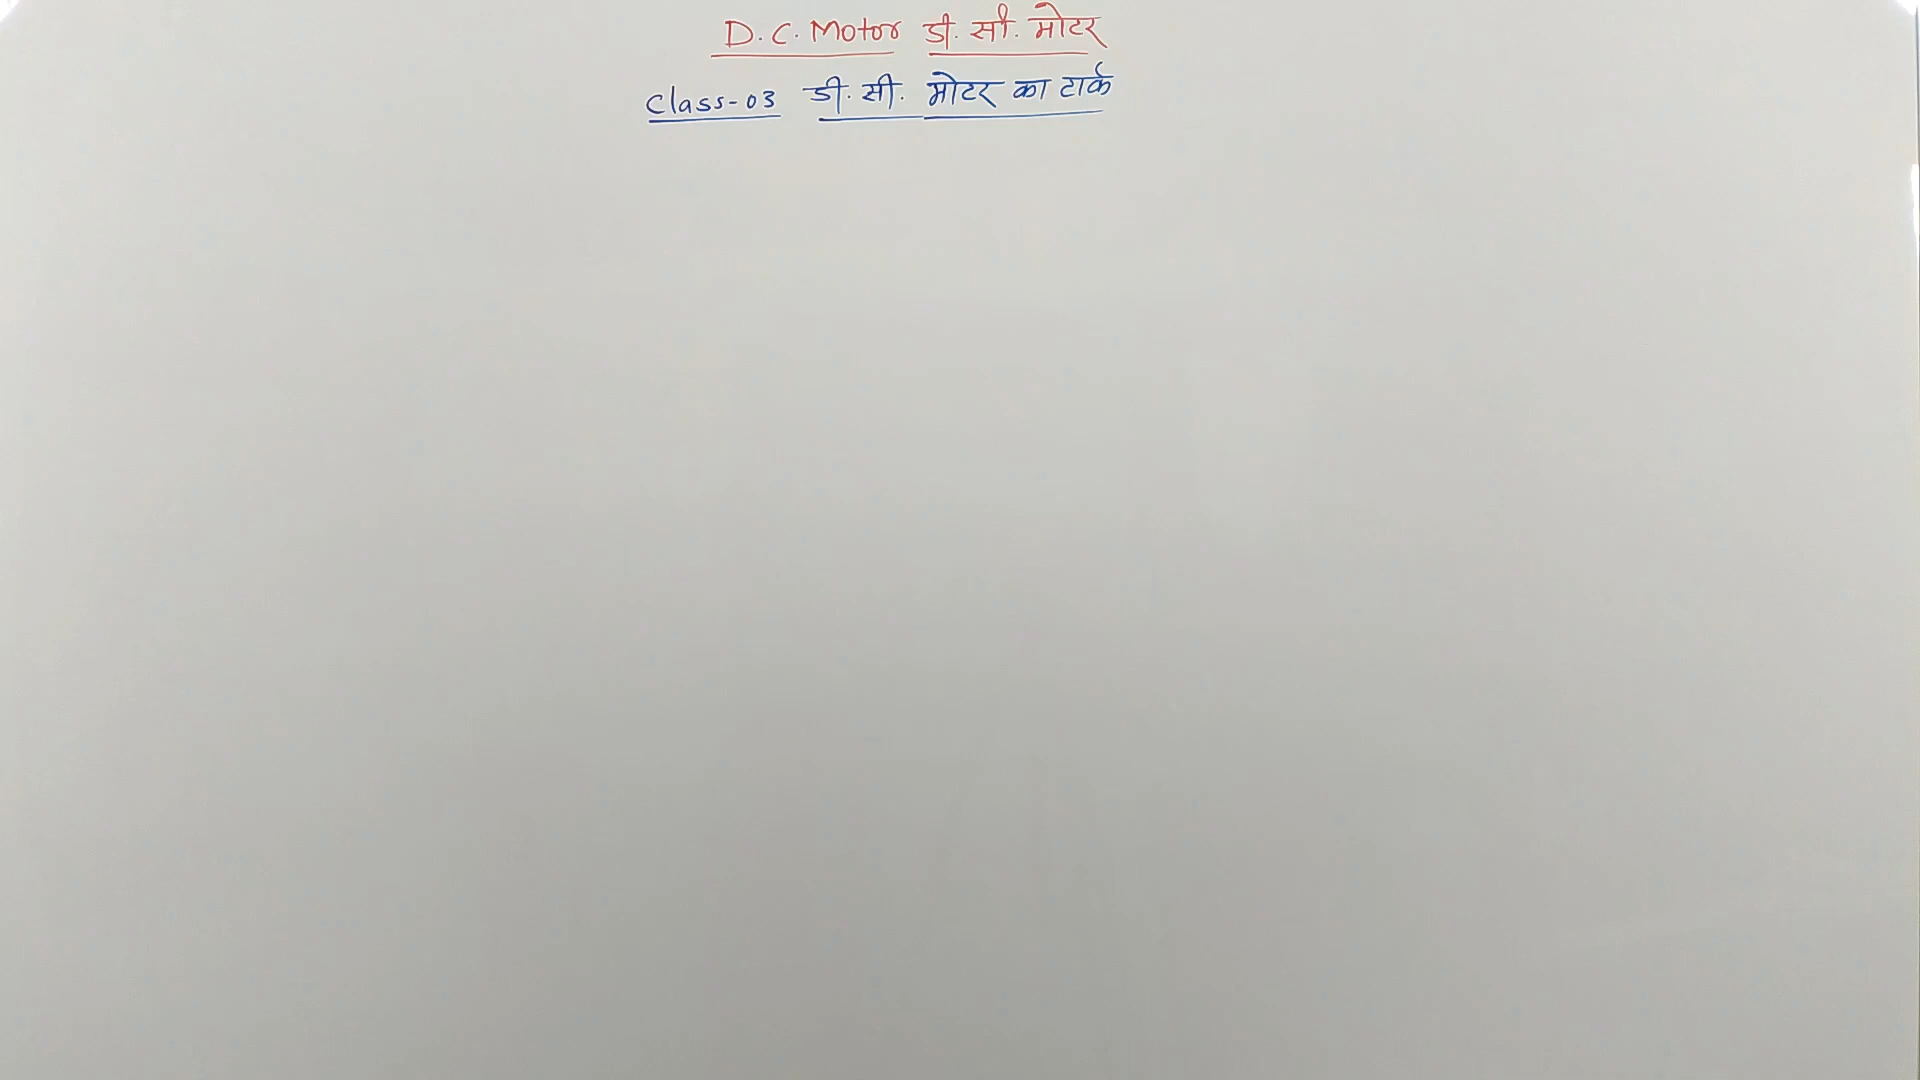 D.C. Motor डी. सी. मोटर
Class-03 डी. सी. मोटर का टार्क